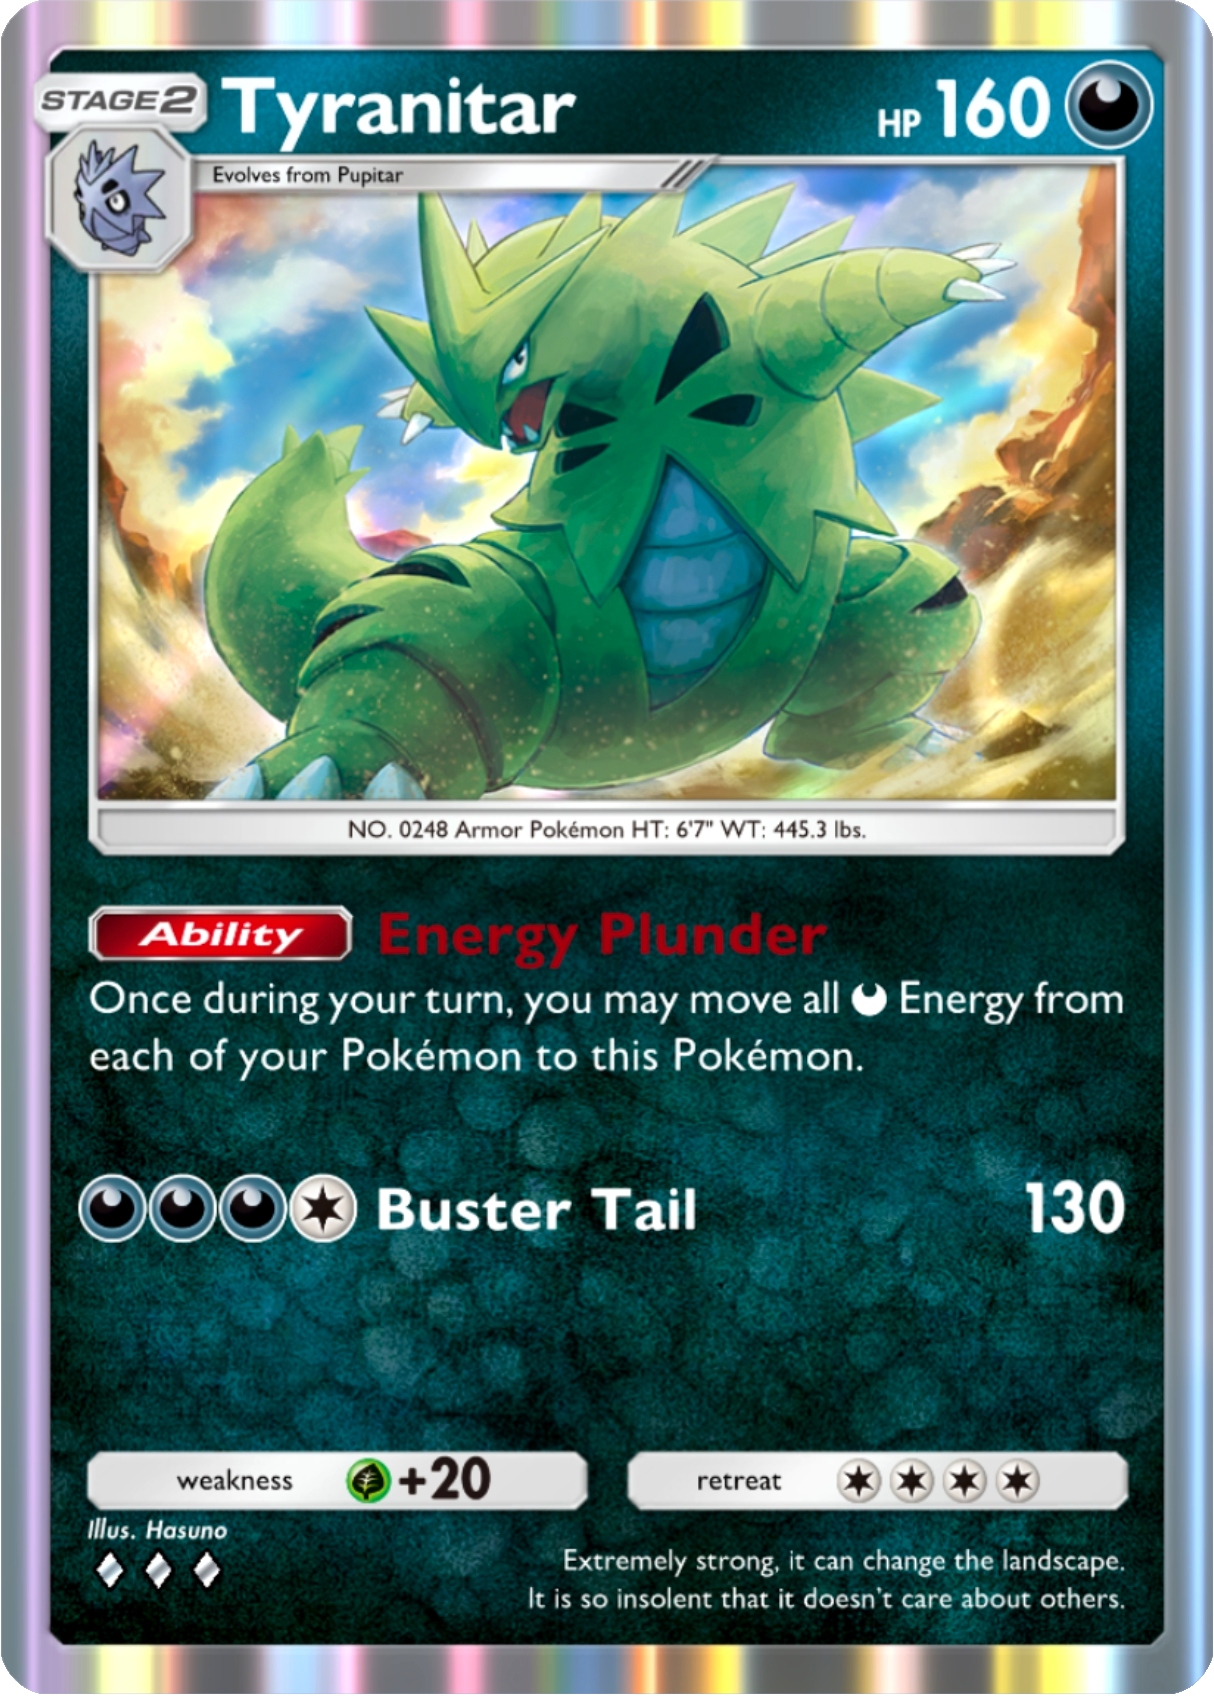 STAGE2 Tyranitar HP 160
Evolves from Pupitar
NO. 0248 Armor Pokémon HT: 6'7" WT: 445.3 lbs.
Ability Energy Plunder
Once during your turn, you may move all Energy from
each of your Pokémon to this Pokémon.
Buster Tail 130
weakness +20 retreat
Illus. Hasuno
Extremely strong, it can change the landscape.
It is so insolent that it doesn't care about others.